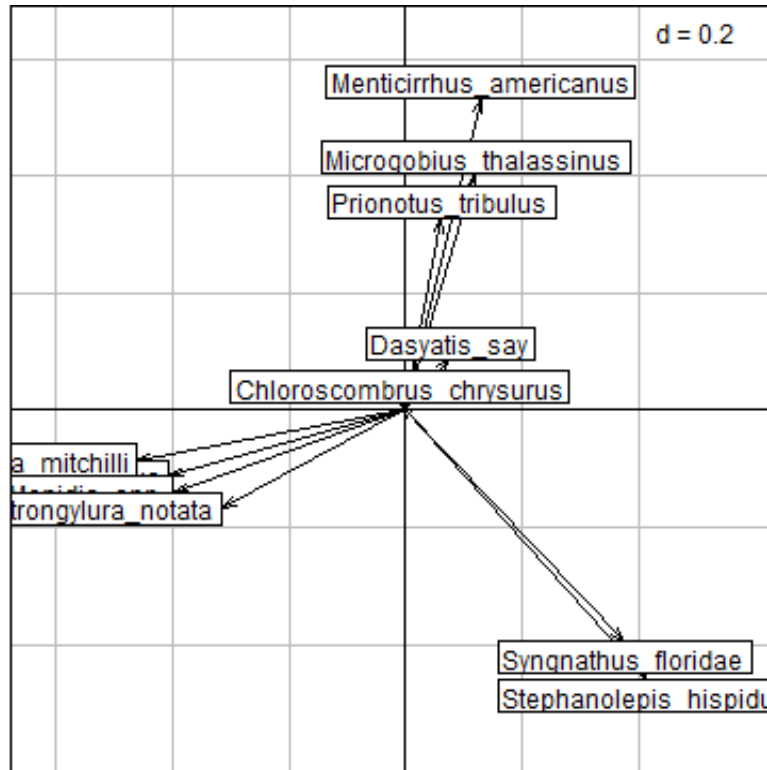 d = 0.2
Menticirrhus_americanus
Microgobius_thalassinus
Prionotus_tribulus
Dasyatis_say
Chloroscombrus_chrysurus
a_mitchilli
trongylura_notata
Syngnathus_floridae
Stephanolepis_hispidu